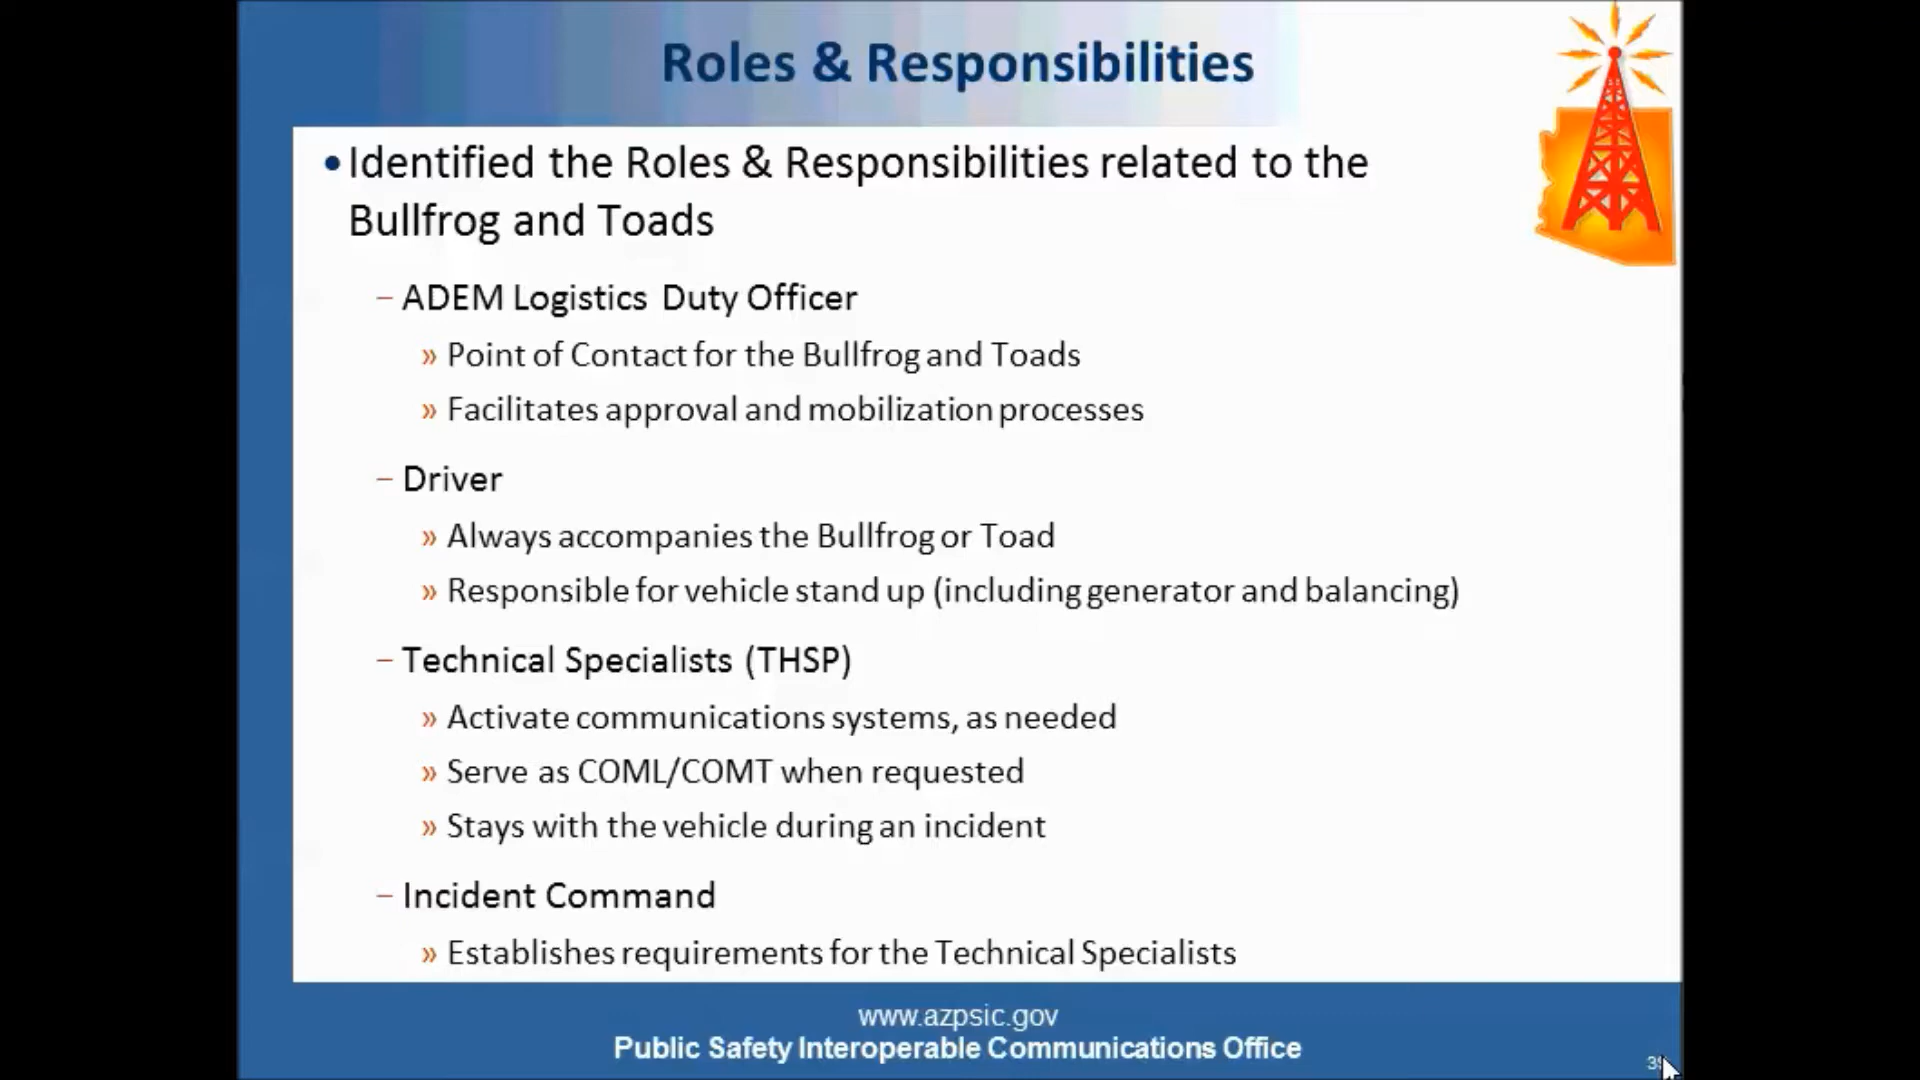 Roles & Responsibilities
•Identified the Roles & Responsibilities related to the
Bullfrog and Toads
– ADEM Logistics Duty Officer
» Point of Contact for the Bullfrog and Toads
» Facilitates approval and mobilization processes
– Driver
» Always accompanies the Bullfrog or Toad
» Responsible for vehicle stand up (including generator and balancing)
– Technical Specialists (THSP)
» Activate communications systems, as needed
» Serve as COML/COMT when requested
» Stays with the vehicle during an incident
– Incident Command
» Establishes requirements for the Technical Specialists
www.azpsic.gov
Public Safety Interoperable Communications Office